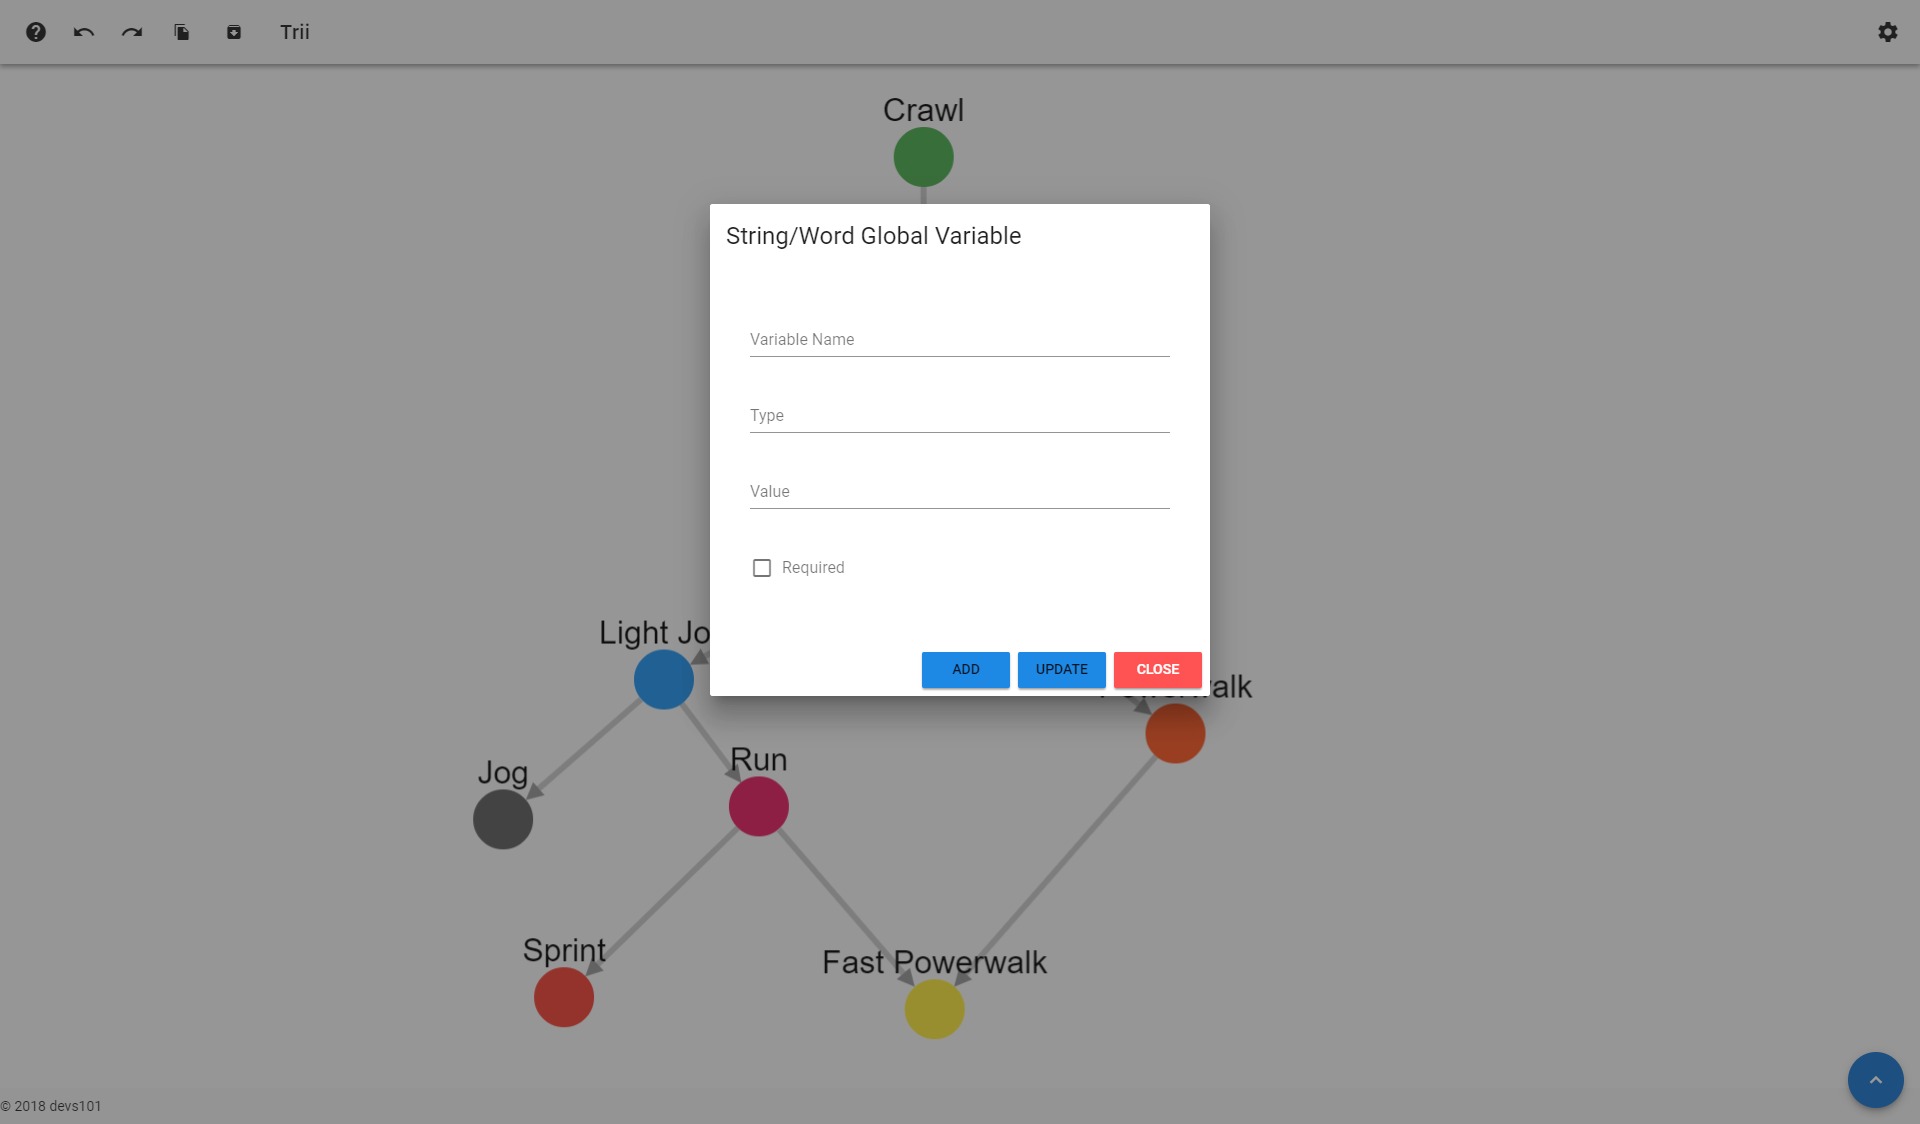 Trii
Crawl
String/Word Global Variable
Variable Name
Type
Value
Required
ADD
UPDATE
CLOSE
Light Jo
alk
Run
Jog
Sprint
Fast Powerwalk
© 2018 devs101